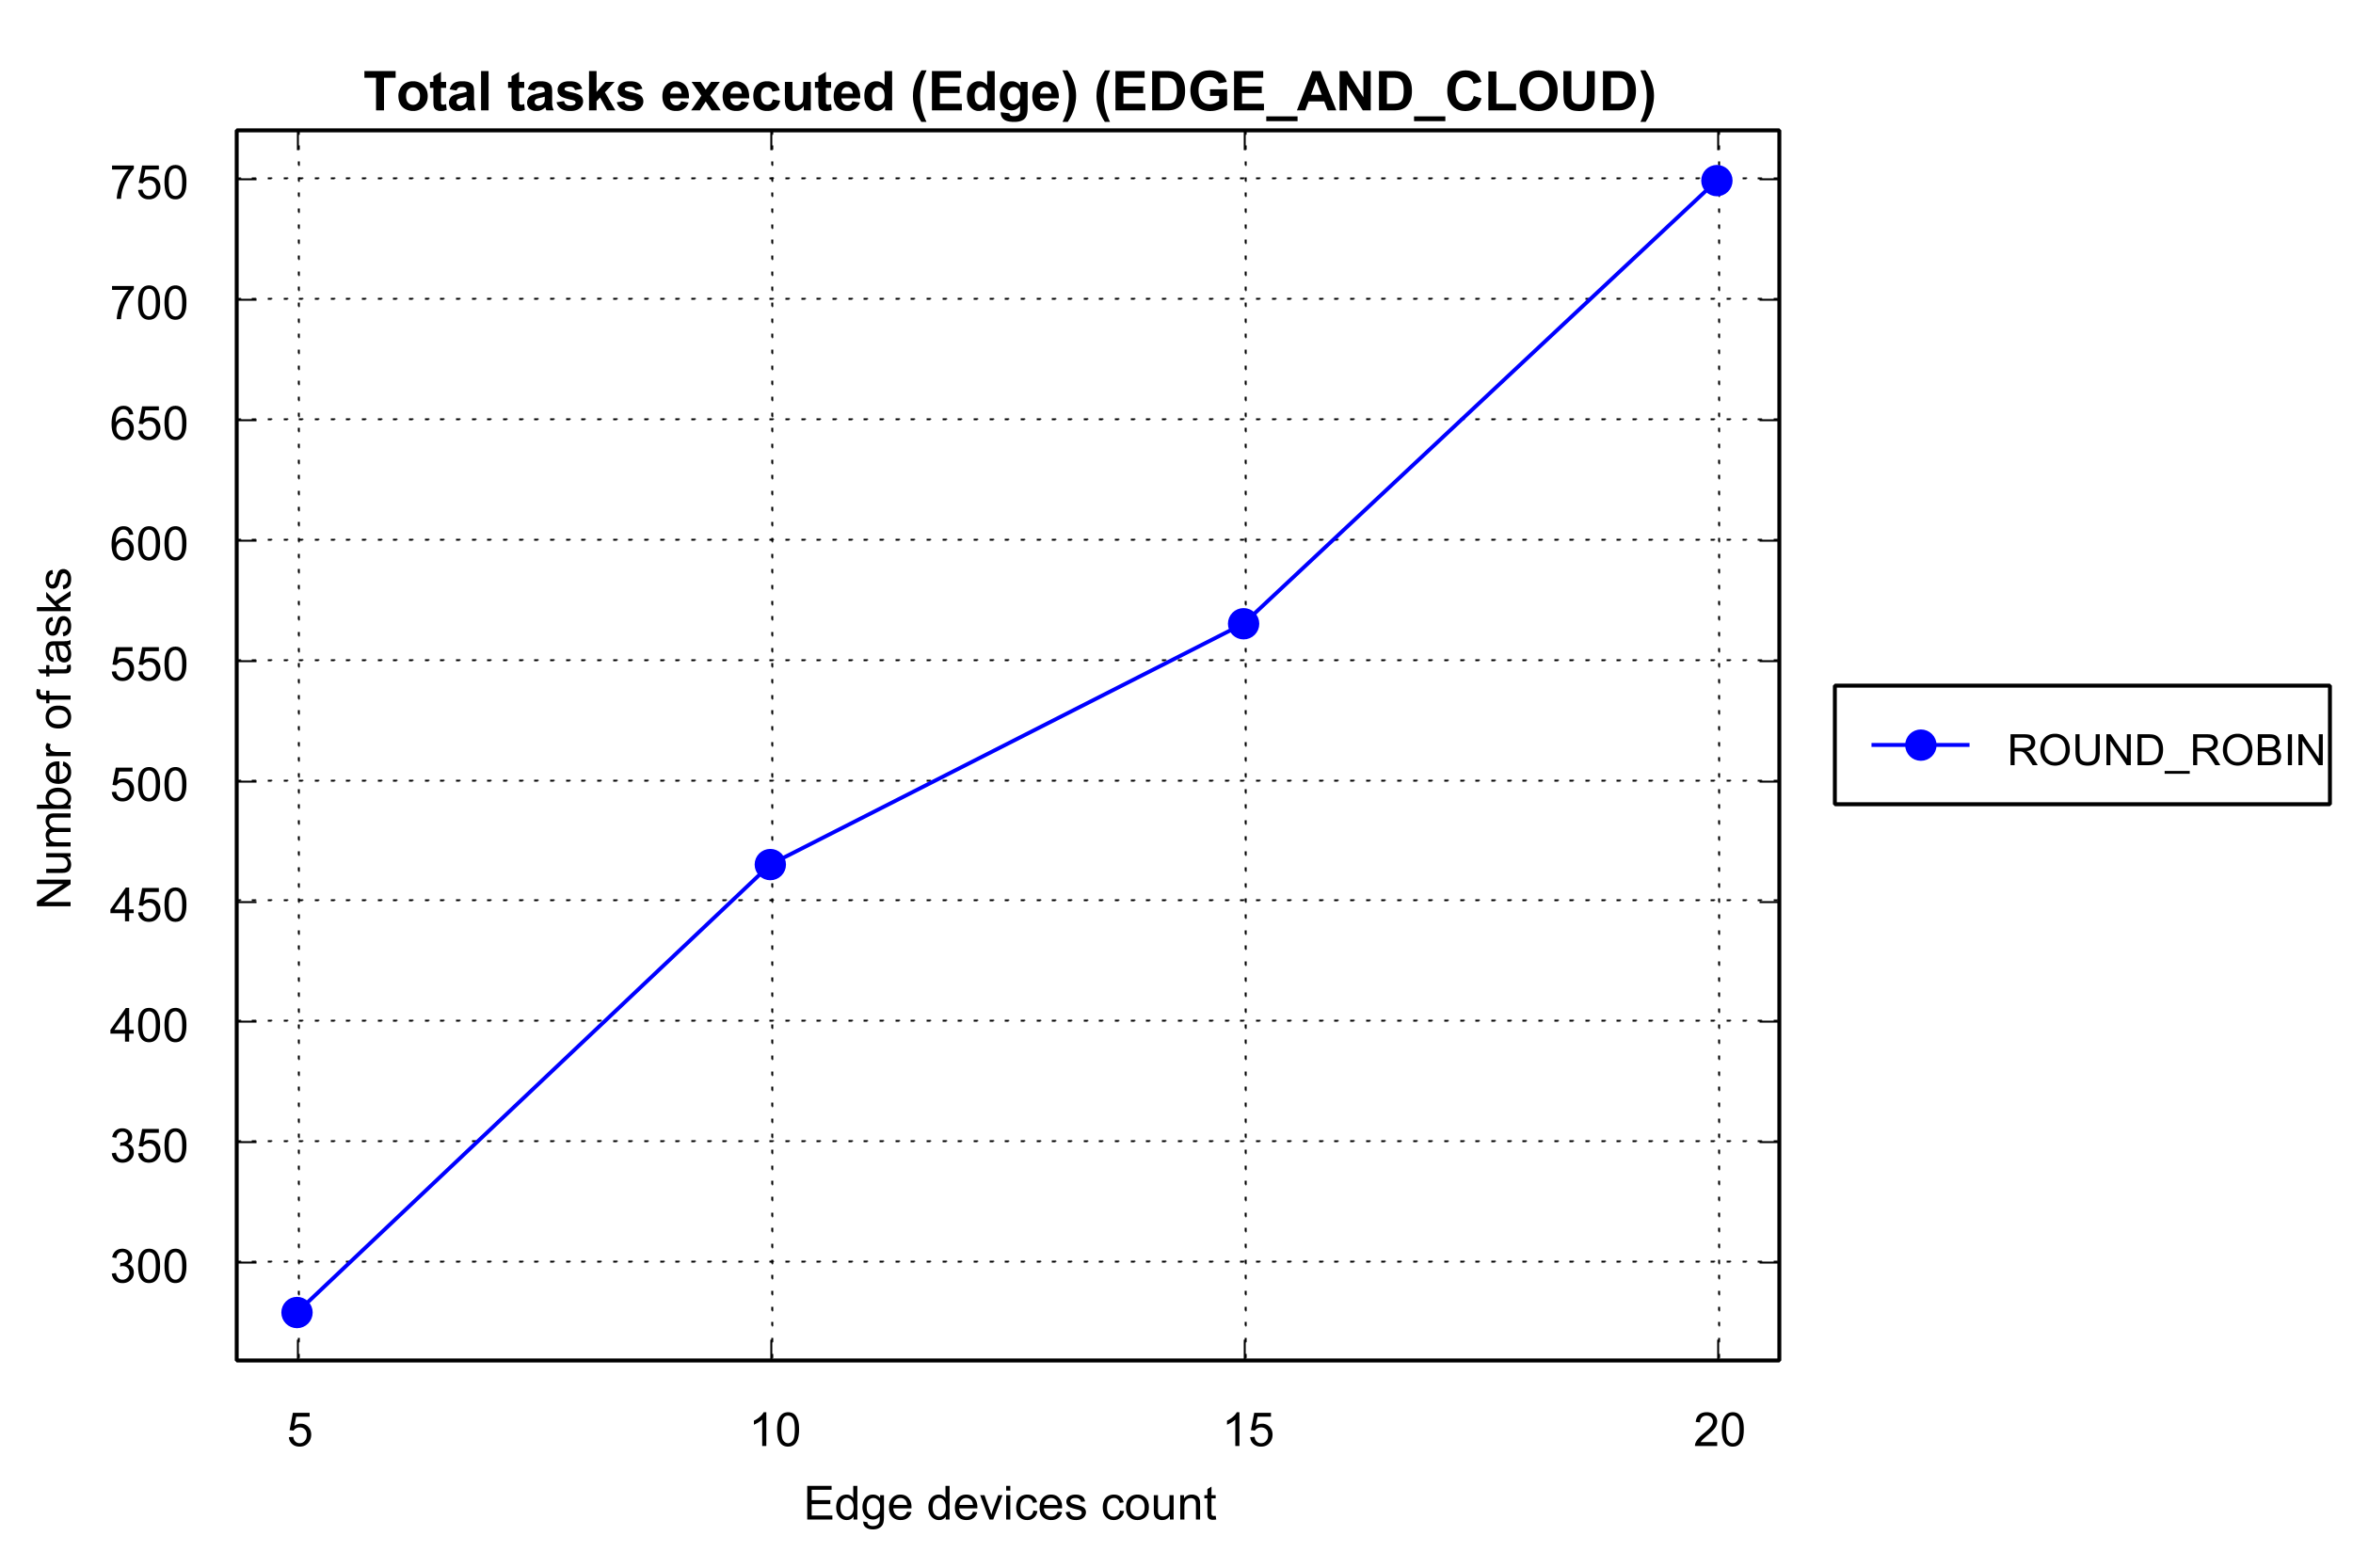 Total tasks executed (Edge) (EDGE_AND_CLOUD)
750
700
650
600
550
500
450
400
350
300
Number of tasks
5 10 15 20
Edge devices count
ROUND_ROBIN